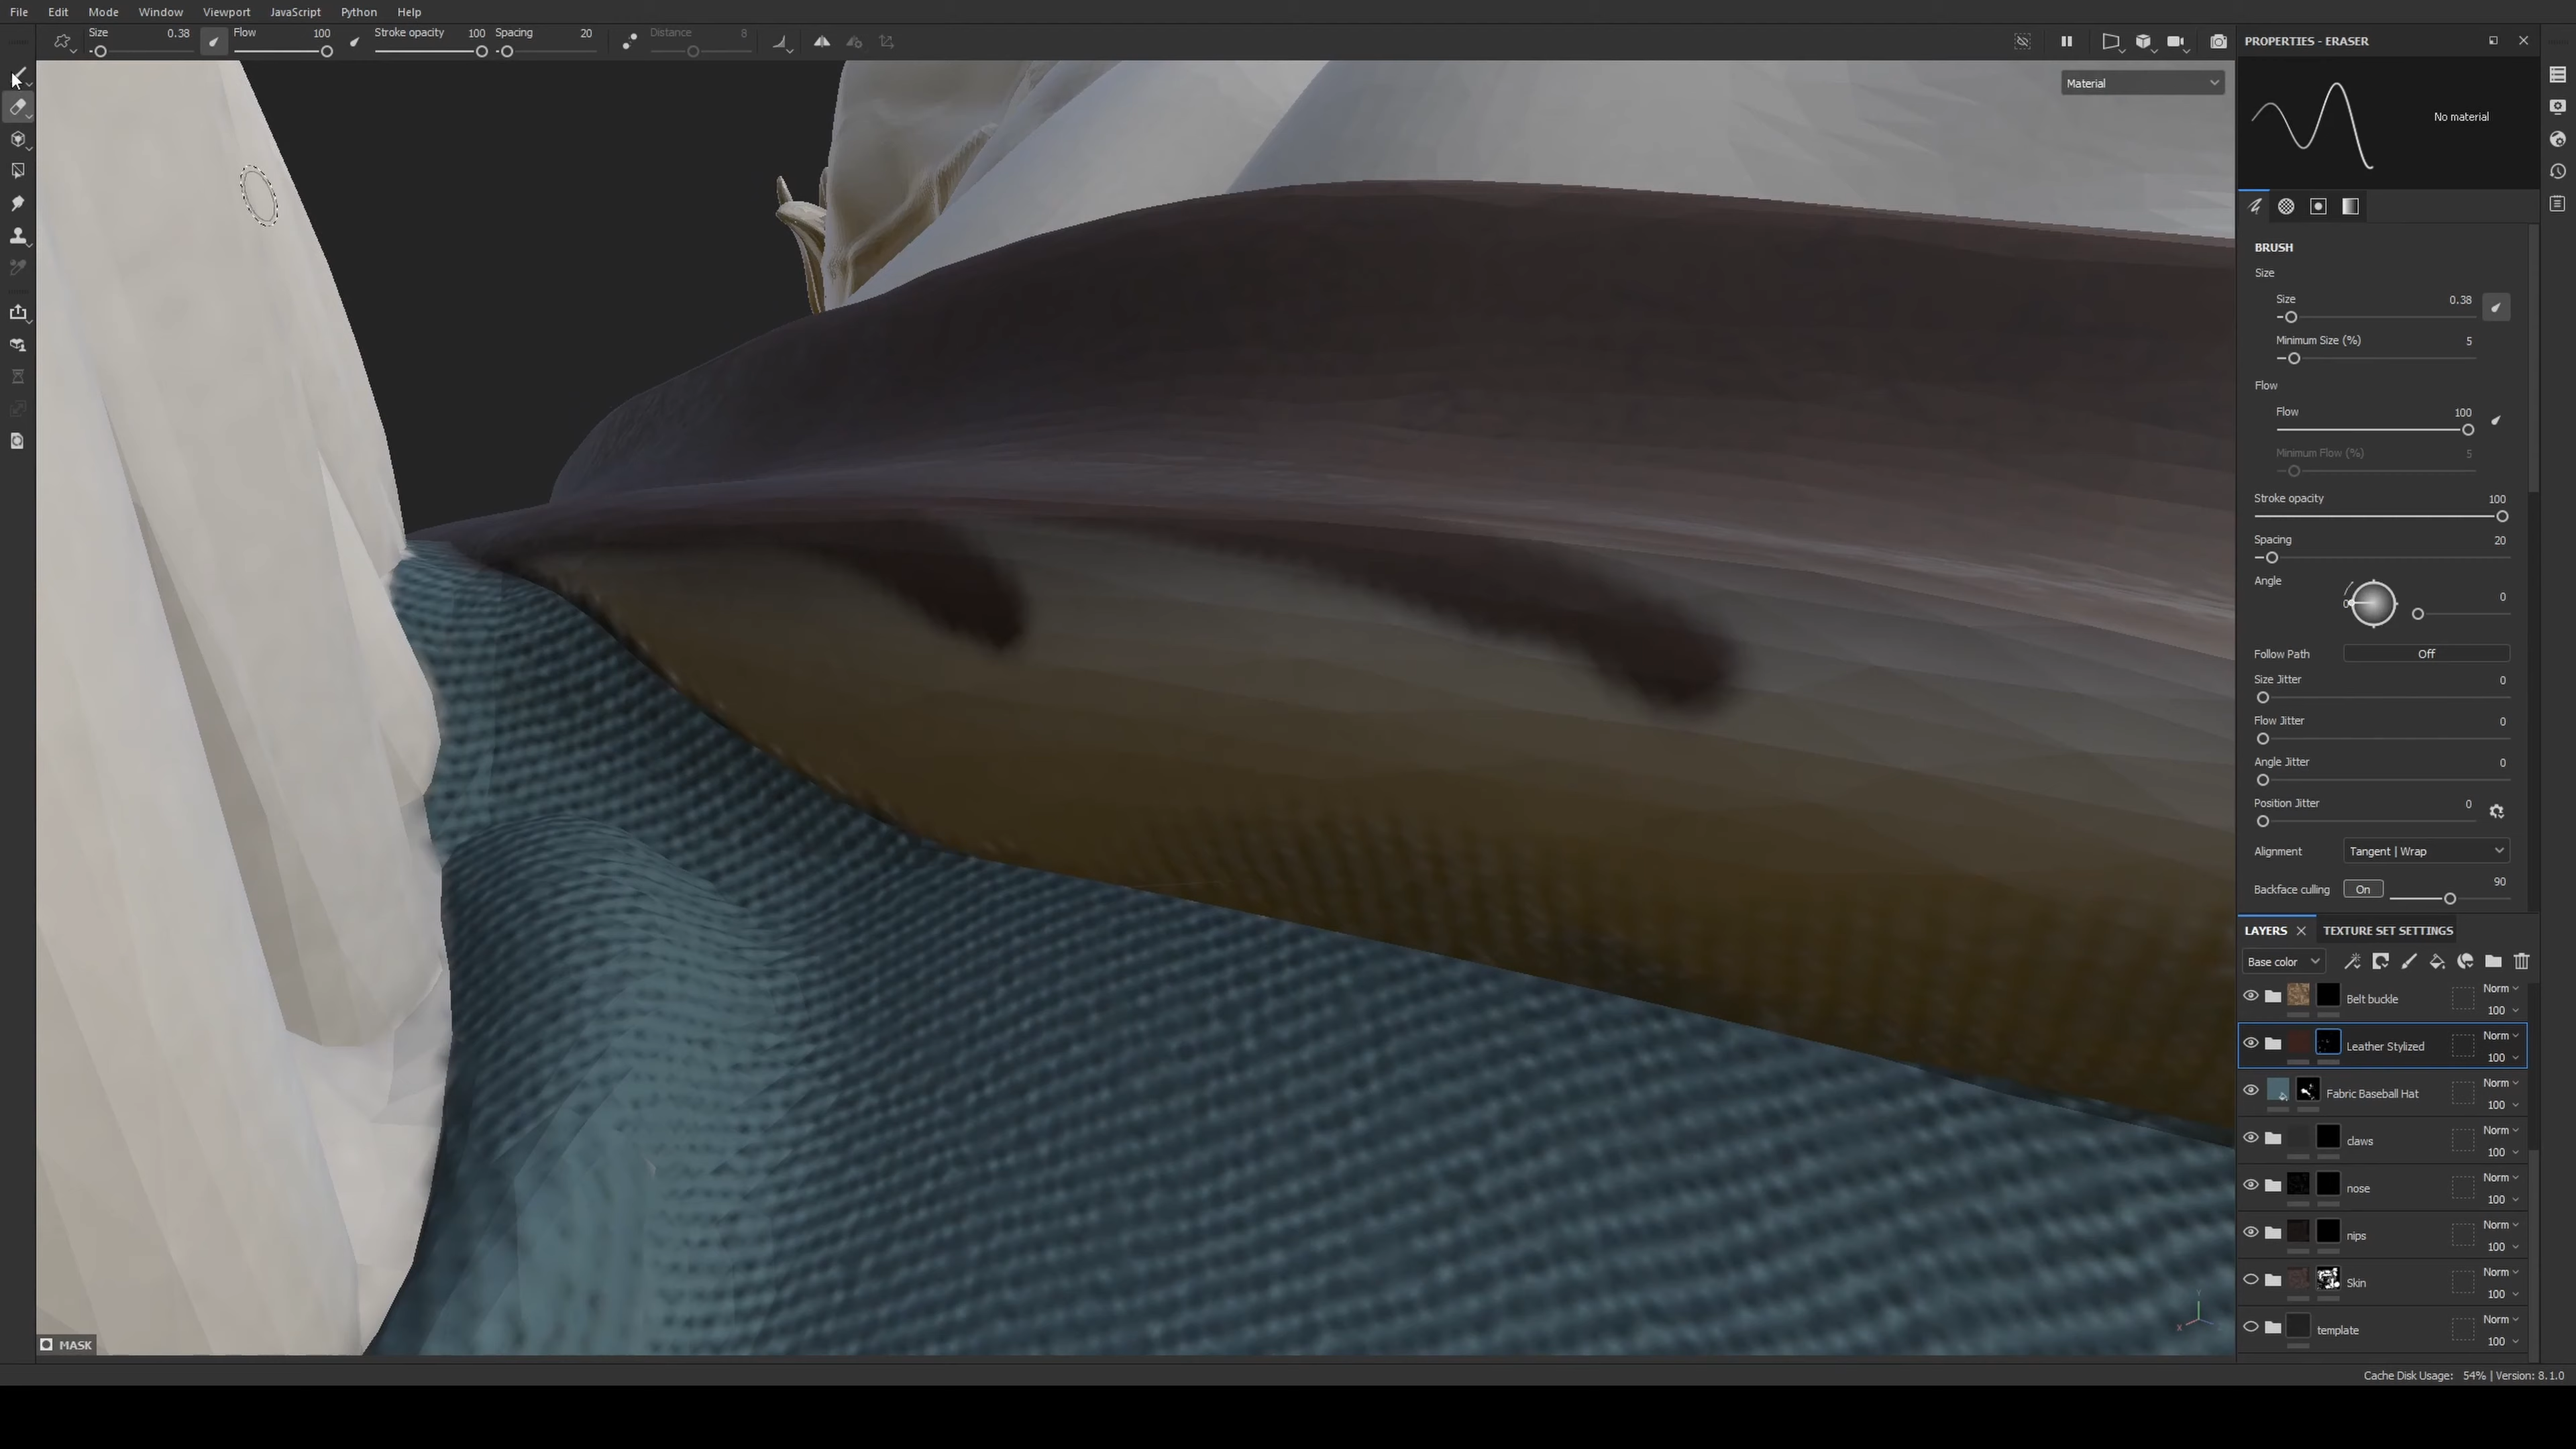 File Edit Mode Window Viewport JavaScript Python Help
Size 0.38 Flow 100 Stroke opacity 100 Spacing 20 Distance 8
PROPERTIES - ERASER
Material
No material
BRUSH
Size
Size 0.38
Minimum Size (%) 5
Flow
Flow 100
Minimum Flow (%) 5
Stroke opacity 100
Spacing 20
Angle 0 0
Follow Path Off
Size Jitter 0
Flow Jitter 0
Angle Jitter 0
Position Jitter 0
Alignment Tangent | Wrap
Backface culling On 90
LAYERS TEXTURE SET SETTINGS
Base color
Belt buckle Norm 100
Leather Stylized Norm 100
Fabric Baseball Hat Norm 100
claws Norm 100
nose Norm 100
nips Norm 100
Skin Norm 100
template Norm 100
Y
X
MASK
Cache Disk Usage: 54% | Version: 8.1.0